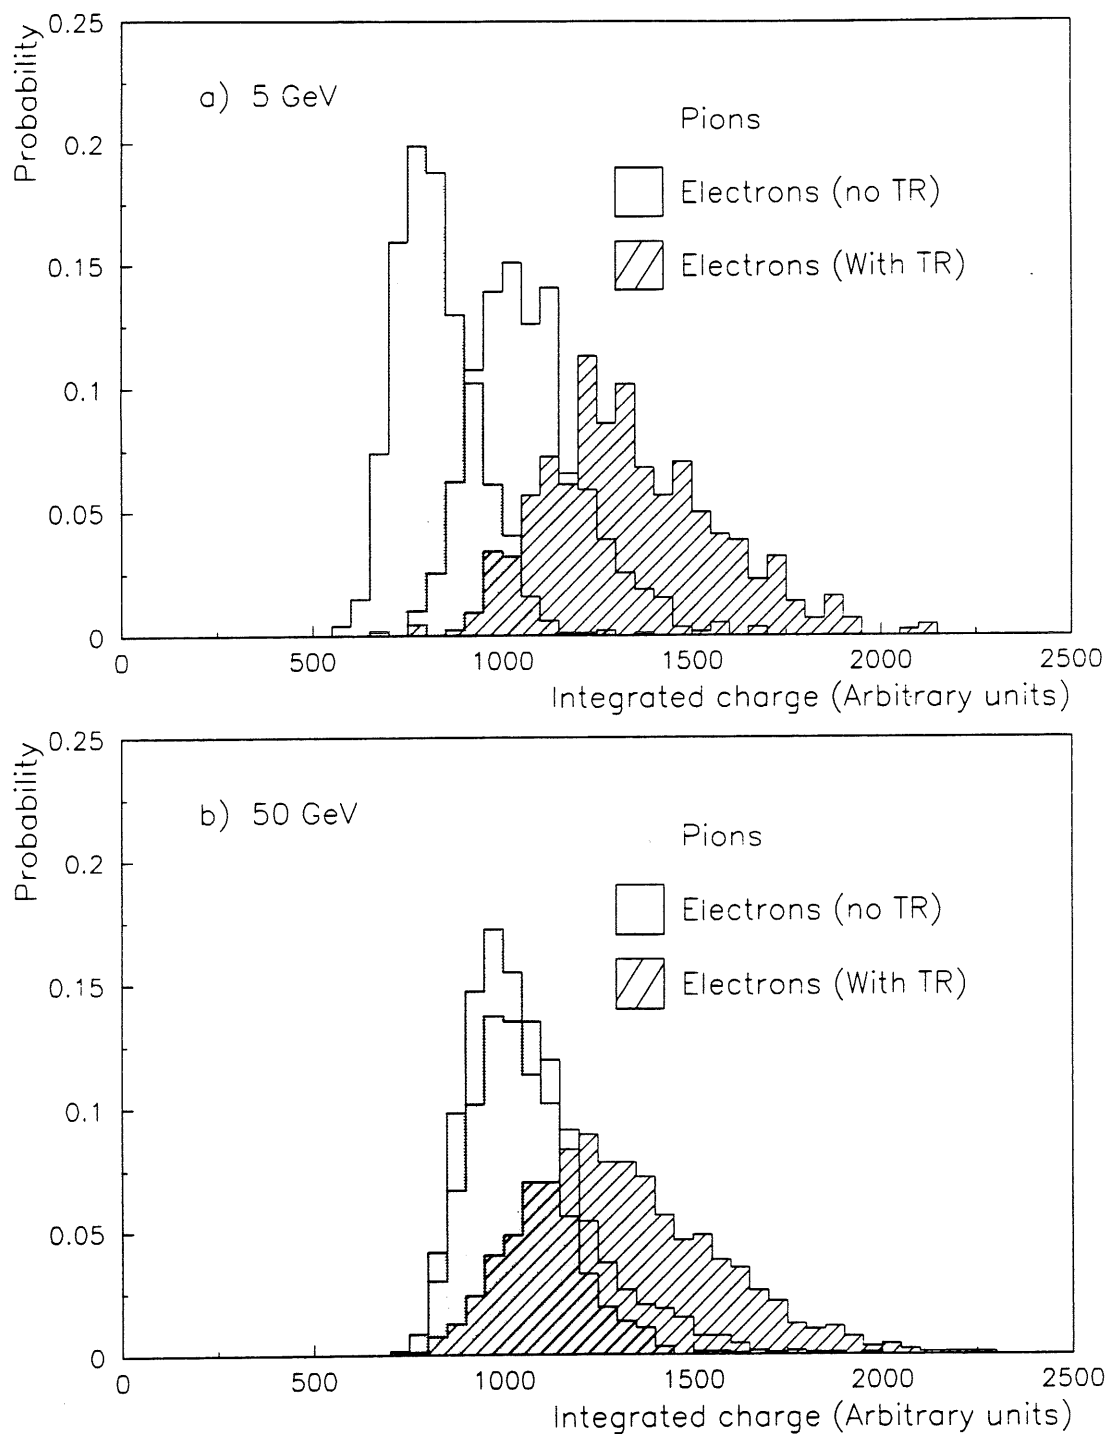 Probability
0.25
0.2
0.15
0.1
0.05
0
a) 5 GeV
Pions
Electrons (no TR)
Electrons (With TR)
0 500 1000 1500 2000 2500
Integrated charge (Arbitrary units)
Probability
0.25
0.2
0.15
0.1
0.05
0
b) 50 GeV
Pions
Electrons (no TR)
Electrons (With TR)
0 500 1000 1500 2000 2500
Integrated charge (Arbitrary units)